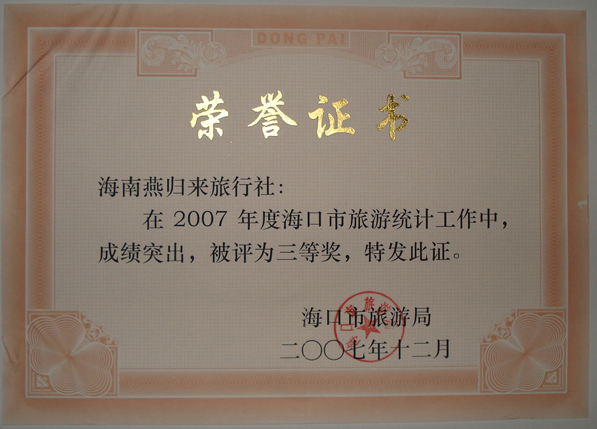 DONG PAI
荣誉证书
海南燕归来旅行社:
在 2007 年度海口市旅游统计工作中，
成绩突出，被评为三等奖，特发此证。
海口市旅游局
二〇〇七年十二月